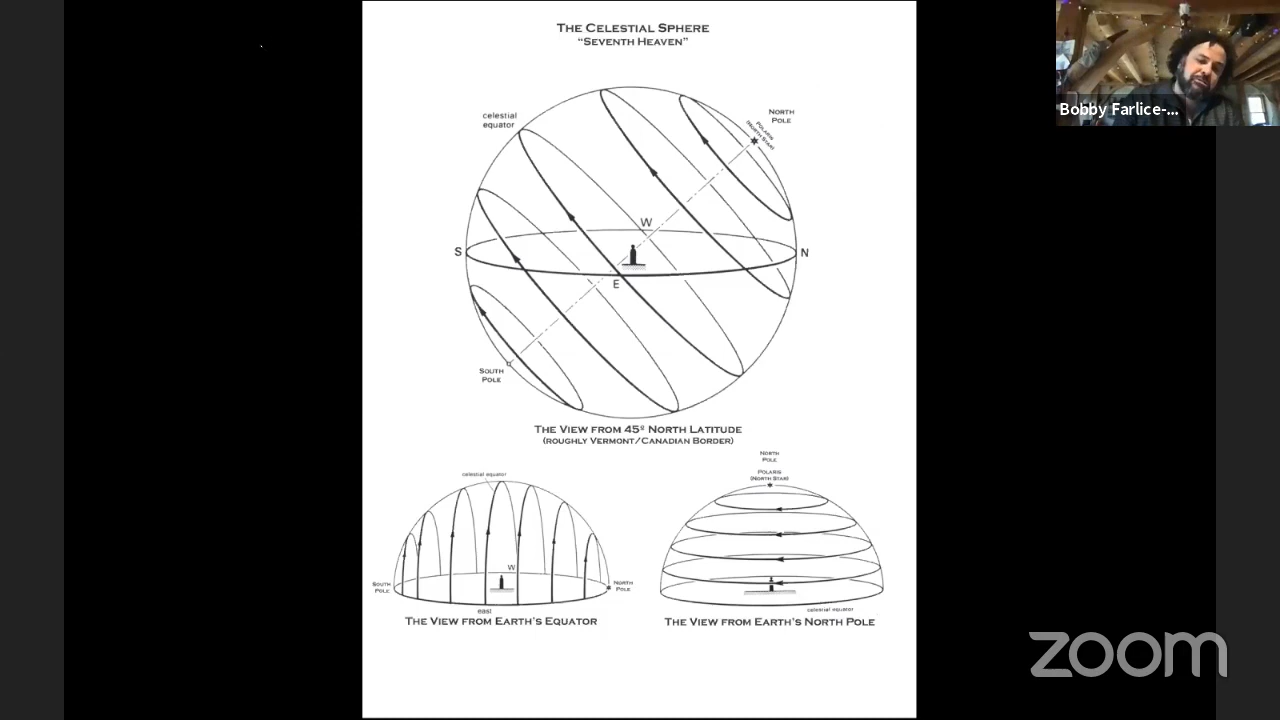 THE CELESTIAL SPHERE
"SEVENTH HEAVEN"
Bobby Farlice-...
celestial
equator
NORTH
POLE
POLARIS
(NORTH STAR)
W
S
N
E
SOUTH
POLE
THE VIEW FROM 45º NORTH LATITUDE
(ROUGHLY VERMONT/CANADIAN BORDER)
celestial equator
W
SOUTH
POLE
NORTH
POLE
east
THE VIEW FROM EARTH'S EQUATOR
NORTH
POLE
POLARIS
(NORTH STAR)
celestial equator
THE VIEW FROM EARTH'S NORTH POLE
zoom